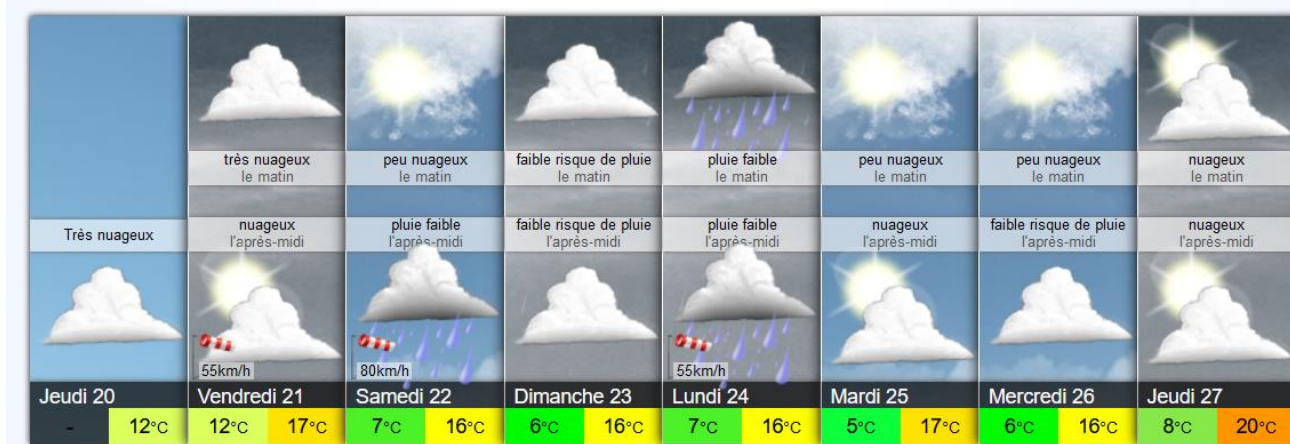 très nuageux
le matin
peu nuageux
le matin
faible risque de pluie
le matin
pluie faible
le matin
peu nuageux
le matin
peu nuageux
le matin
nuageux
le matin
Très nuageux
nuageux
l'après-midi
pluie faible
l'après-midi
faible risque de pluie
l'après-midi
pluie faible
l'après-midi
nuageux
l'après-midi
faible risque de pluie
l'après-midi
nuageux
l'après-midi
55km/h
80km/h
55km/h
Jeudi 20
Vendredi 21
Samedi 22
Dimanche 23
Lundi 24
Mardi 25
Mercredi 26
Jeudi 27
- 12°C
12°C 17°C
7°C 16°C
6°C 16°C
7°C 16°C
5°C 17°C
6°C 16°C
8°C 20°C